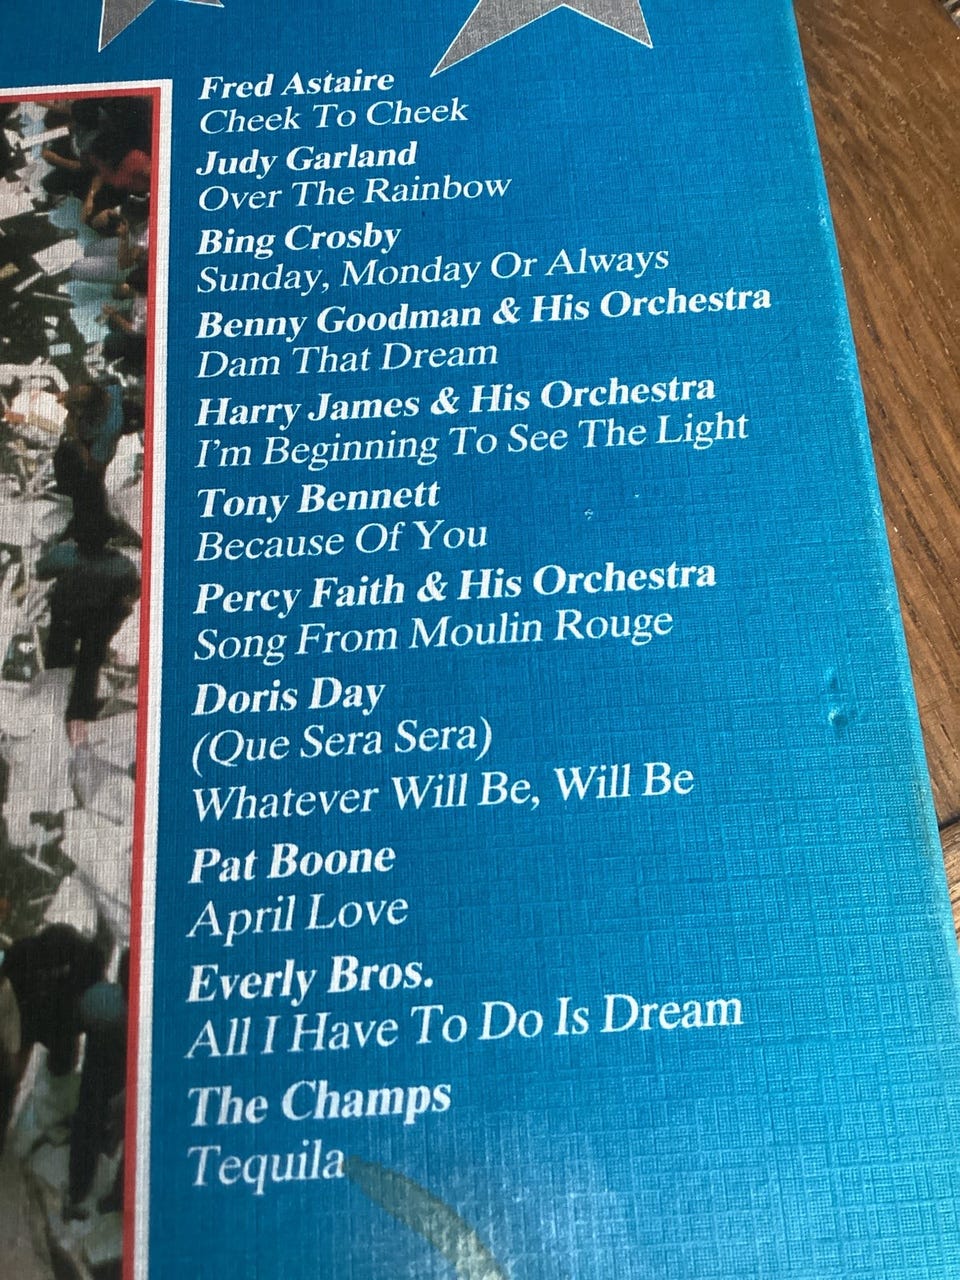 Fred Astaire
Cheek To Cheek
Judy Garland
Over The Rainbow
Bing Crosby
Sunday, Monday Or Always
Benny Goodman & His Orchestra
Dam That Dream
Harry James & His Orchestra
I'm Beginning To See The Light
Tony Bennett
Because Of You
Percy Faith & His Orchestra
Song From Moulin Rouge
Doris Day
(Que Sera Sera)
Whatever Will Be, Will Be
Pat Boone
April Love
Everly Bros.
All I Have To Do Is Dream
The Champs
Tequila